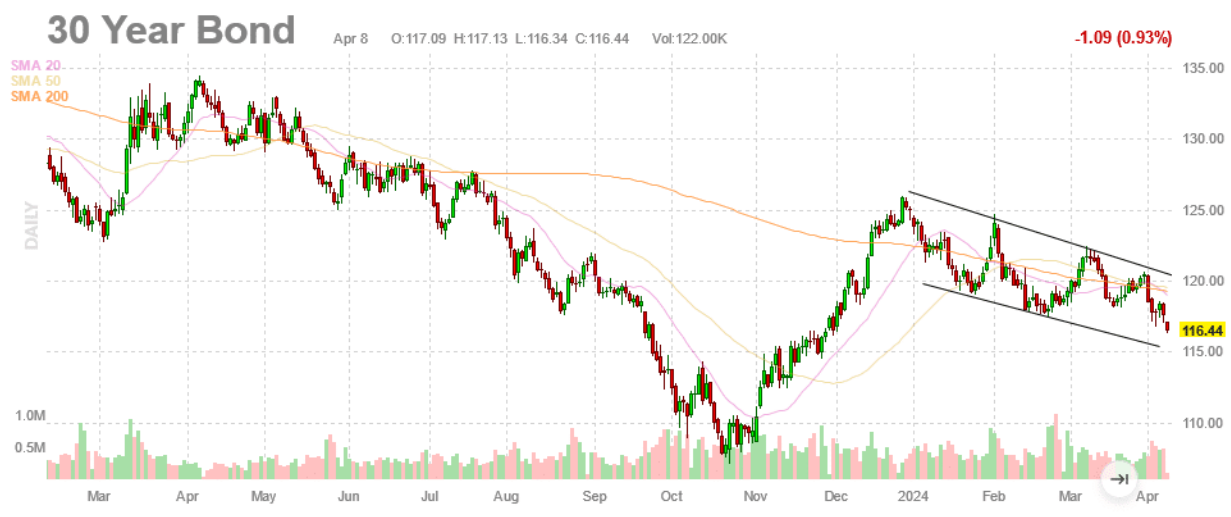 30 Year Bond Apr 8 O:117.09 H:117.13 L:116.34 C:116.44 Vol:122.00K -1.09 (0.93%)
SMA 20
SMA 50
SMA 200
135.00
130.00
125.00
DAILY
120.00
116.44
115.00
110.00
1.0M
0.5M
Mar Apr May Jun Jul Aug Sep Oct Nov Dec 2024 Feb Mar Apr